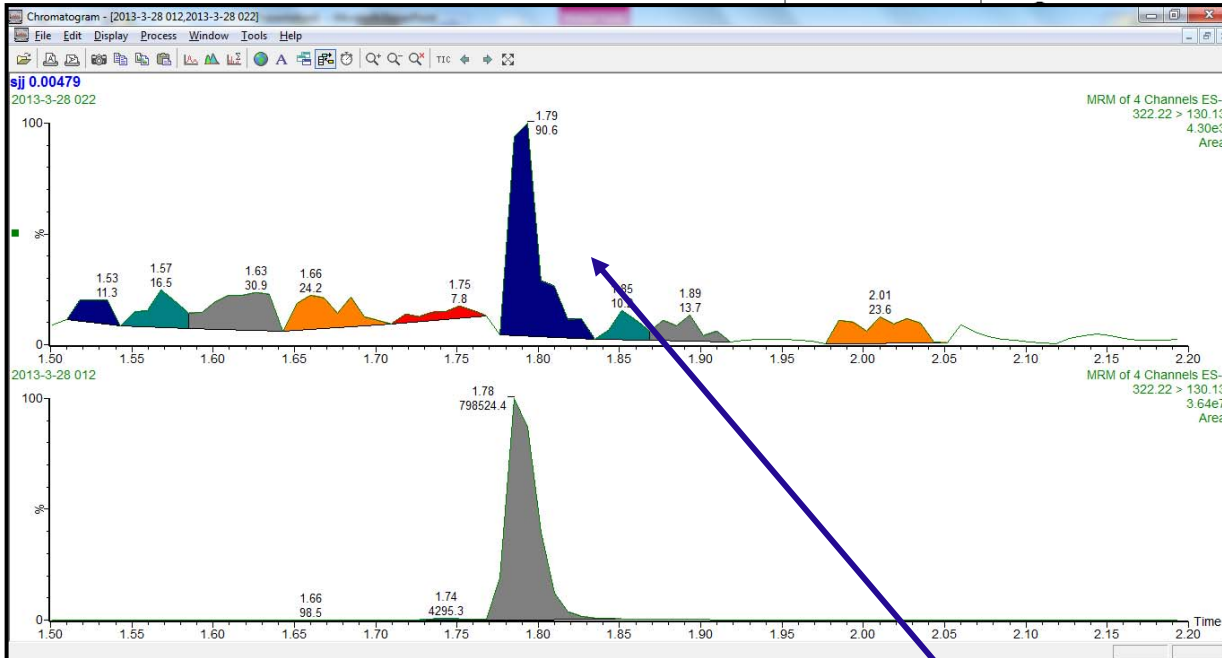 Chromatogram - [2013-3-28 012,2013-3-28 022]
File Edit Display Process Window Tools Help
TIC
sjj 0.00479
2013-3-28 022
MRM of 4 Channels ES-
322.22 > 130.13
4.30e3
Area
100
%
0
1.53
11.3
1.57
16.5
1.63
30.9
1.66
24.2
1.75
7.8
1.79
90.6
1.89
13.7
2.01
23.6
1.50 1.55 1.60 1.65 1.70 1.75 1.80 1.85 1.90 1.95 2.00 2.05 2.10 2.15 2.20
2013-3-28 012
MRM of 4 Channels ES-
322.22 > 130.13
3.64e7
Area
100
%
0
1.66
98.5
1.74
4295.3
1.78
798524.4
Time
1.50 1.55 1.60 1.65 1.70 1.75 1.80 1.85 1.90 1.95 2.00 2.05 2.10 2.15 2.20